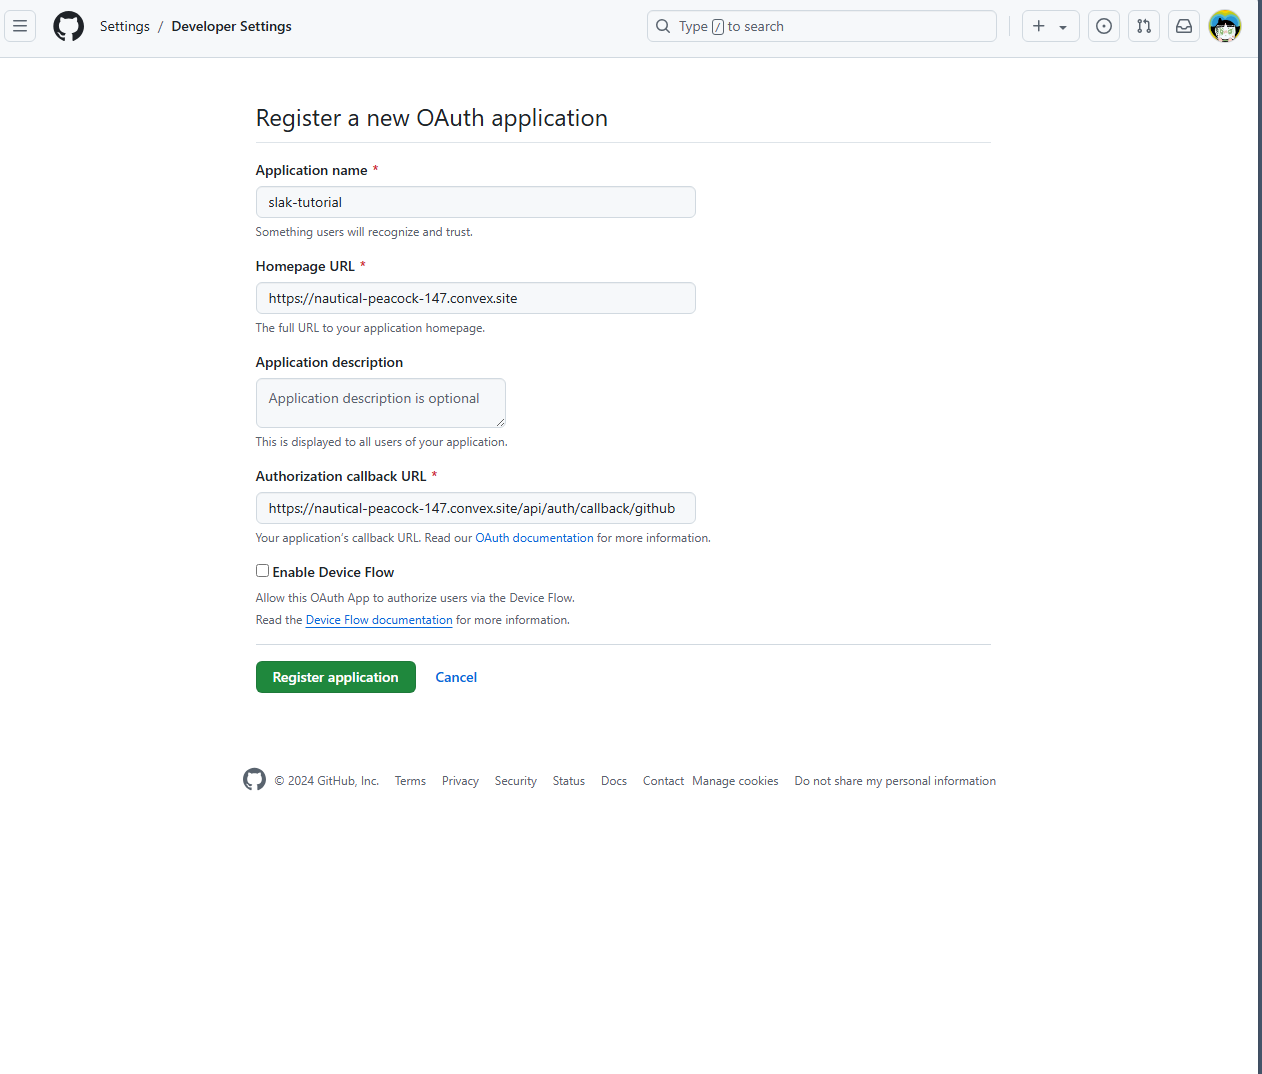 Settings / Developer Settings
Type / to search
Register a new OAuth application
Application name *
slak-tutorial
Something users will recognize and trust.
Homepage URL *
https://nautical-peacock-147.convex.site
The full URL to your application homepage.
Application description
Application description is optional
This is displayed to all users of your application.
Authorization callback URL *
https://nautical-peacock-147.convex.site/api/auth/callback/github
Your application's callback URL. Read our OAuth documentation for more information.
Enable Device Flow
Allow this OAuth App to authorize users via the Device Flow.
Read the Device Flow documentation for more information.
Register application Cancel
© 2024 GitHub, Inc. Terms Privacy Security Status Docs Contact Manage cookies Do not share my personal information